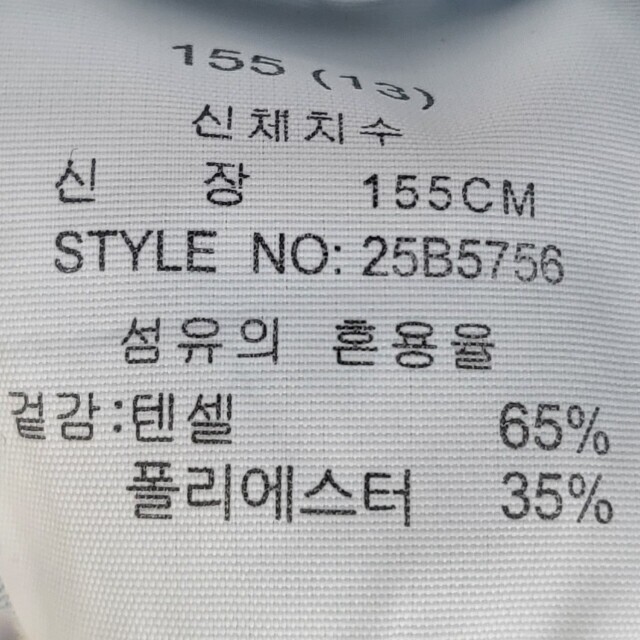 155 (13)
신체치수
신 장 155CM
STYLE NO: 25B5756
섬유의 혼용율
겉감:텐셀 65%
폴리에스터 35%